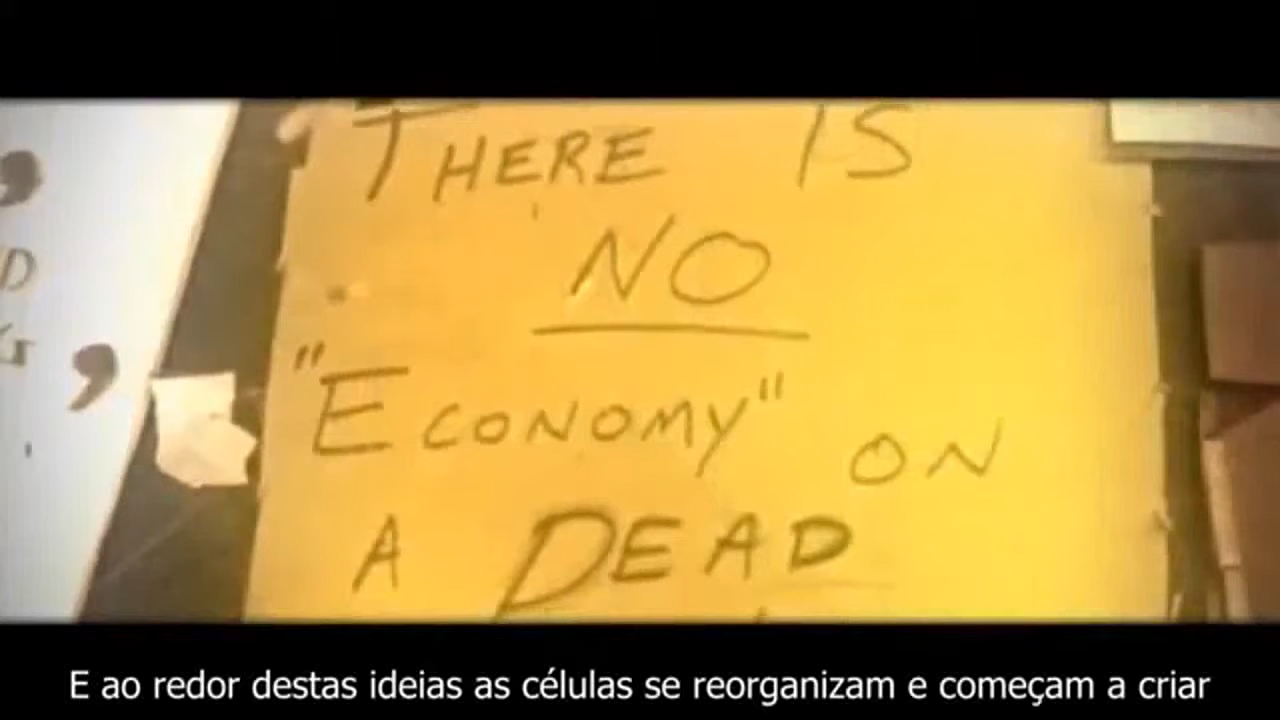 THERE IS
NO
"ECONOMY" ON
A DEAD
E ao redor destas ideias as células se reorganizam e começam a criar